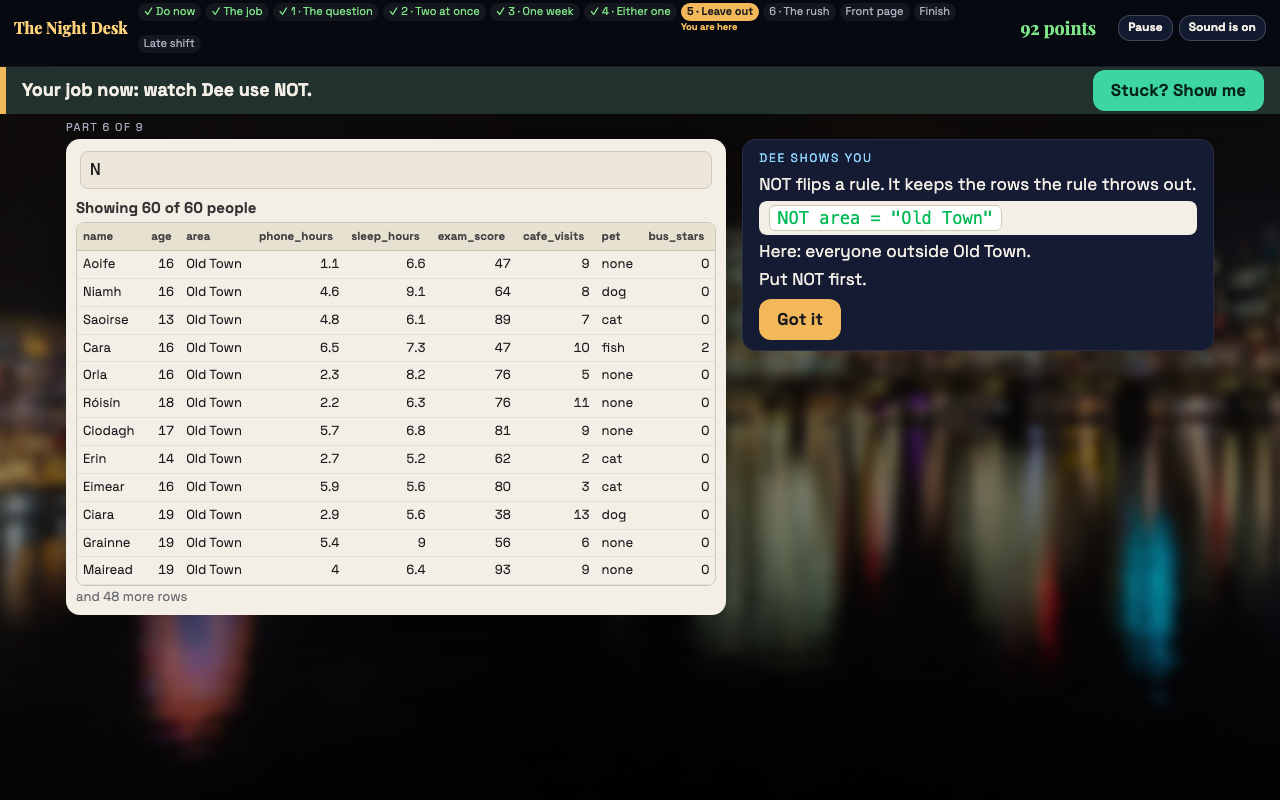 The Night Desk
✓ Do now ✓ The job ✓ 1 · The question ✓ 2 · Two at once ✓ 3 · One week ✓ 4 · Either one 5 · Leave out 6 · The rush Front page Finish
You are here
Late shift
92 points
Pause
Sound is on
Your job now: watch Dee use NOT.
Stuck? Show me
PART 6 OF 9
N
Showing 60 of 60 people
name age area phone_hours sleep_hours exam_score cafe_visits pet bus_stars
Aoife 16 Old Town 1.1 6.6 47 9 none 0
Niamh 16 Old Town 4.6 9.1 64 8 dog 0
Saoirse 13 Old Town 4.8 6.1 89 7 cat 0
Cara 16 Old Town 6.5 7.3 47 10 fish 2
Orla 16 Old Town 2.3 8.2 76 5 none 0
Róisín 18 Old Town 2.2 6.3 76 11 none 0
Clodagh 17 Old Town 5.7 6.8 81 9 none 0
Erin 14 Old Town 2.7 5.2 62 2 cat 0
Eimear 16 Old Town 5.9 5.6 80 3 cat 0
Ciara 19 Old Town 2.9 5.6 38 13 dog 0
Grainne 19 Old Town 5.4 9 56 6 none 0
Mairead 19 Old Town 4 6.4 93 9 none 0
and 48 more rows
DEE SHOWS YOU
NOT flips a rule. It keeps the rows the rule throws out.
NOT area = "Old Town"
Here: everyone outside Old Town.
Put NOT first.
Got it